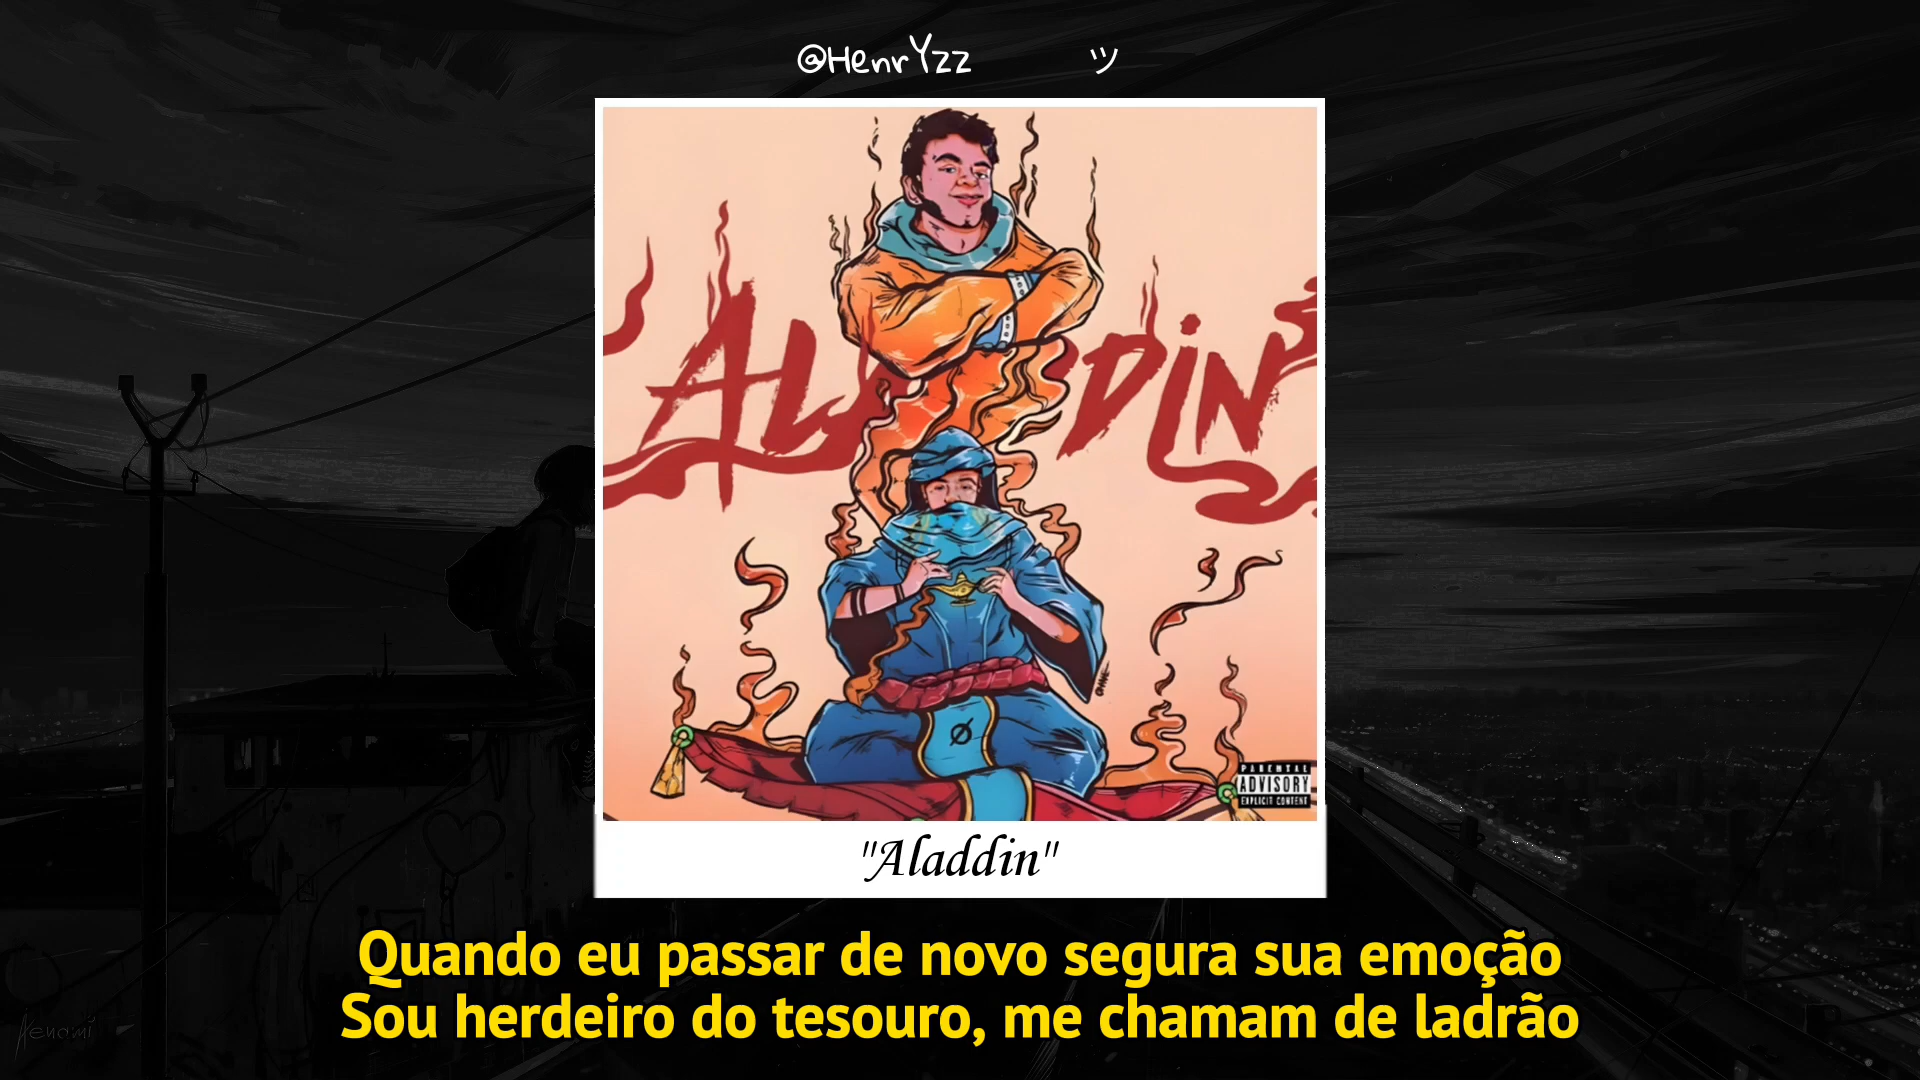 @HenrYzz ツ
ALADDiN
PARENTAL
ADVISORY
EXPLICIT CONTENT
"Aladdin"
Quando eu passar de novo segura sua emoção
Sou herdeiro do tesouro, me chamam de ladrão